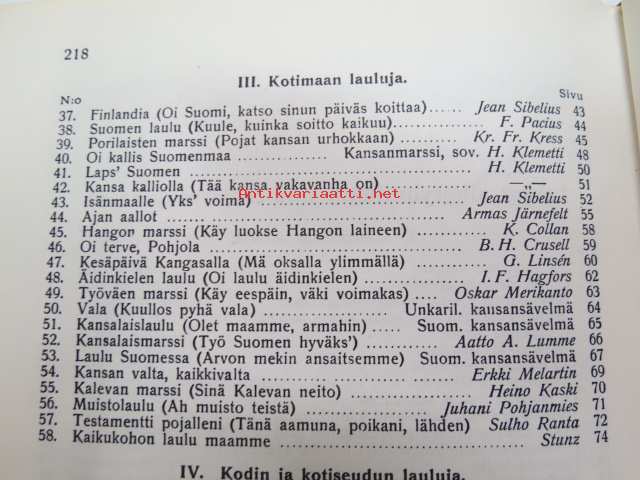 218
III. Kotimaan lauluja.
N:o Sivu
37. Finlandia (Oi Suomi, katso sinun päiväs koittaa)..... Jean Sibelius 43
38. Suomen laulu (Kuule, kuinka soitto kaikuu)............... F. Pacius 44
39. Porilaisten marssi (Pojat kansan urhokkaan) ........ Kr. Fr. Kress 45
40. Oi kallis Suomenmaa ............. Kansanmarssi, sov. H. Klemetti 48
41. Laps' Suomen ........................................ H. Klemetti 50
42. Kansa kalliolla (Tää kansa vakavanha on) ............ —„— 51
43. Isänmaalle (Yks' voima) ......................... Jean Sibelius 52
44. Ajan aallot ................................. Armas Järnefelt 55
45. Hangon marssi (Käy luokse Hangon laineen) ......... K. Collan 58
46. Oi terve, Pohjola ................................. B. H. Crusell 59
47. Kesäpäivä Kangasalla (Mä oksalla ylimmällä) ........ G. Linsén 60
48. Äidinkielen laulu (Oi laulu äidinkielen) ............. I. F. Hagfors 62
49. Työväen marssi (Käy eespäin, väki voimakas) .... Oskar Merikanto 63
50. Vala (Kuullos pyhä vala) .................. Unkaril. kausansävelmä 64
51. Kansalaislaulu (Olet maamme, armahin) ..... Suom. kansansävelmä 65
52. Kansalaismarssi (Työ Suomen hyväks') .......... Aatto A. Lumme 66
53. Laulu Suomessa (Arvon mekin ansaitsemme) Suom. kansansävelmä 67
54. Kansan valta, kaikkivalta ...................... Erkki Melartin 69
55. Kalevan marssi (Sinä Kalevan neito) ............... Heino Kaski 70
56. Muistolaulu (Ah muisto teistä) ............... Juhani Pohjanmies 71
57. Testamentti pojalleni (Tänä aamuna, poikani, lähden) Sulho Ranta 72
58. Kaikukohon laulu maamme .......................... Stunz 74
IV. Kodin ja kotiseudun lauluja.
antikvariaatti.net